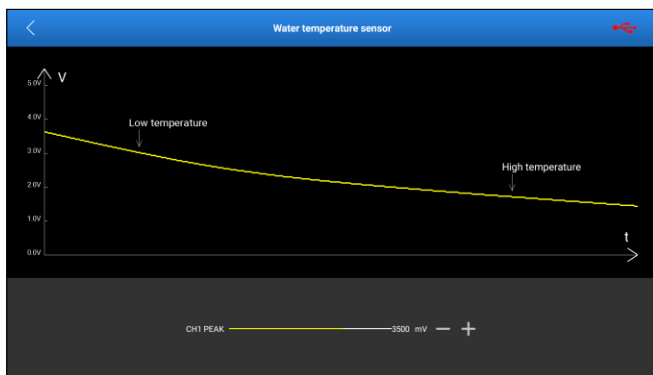 Water temperature sensor
V
5.0V
4.0V
Low temperature
3.0V
High temperature
2.0V
1.0V
t
0.0V
CH1 PEAK 3500 mV